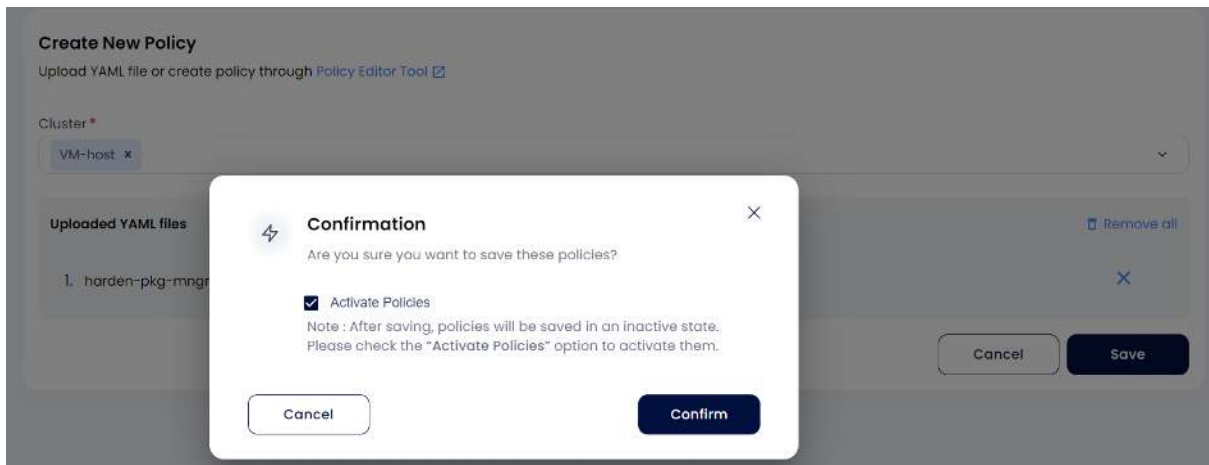 Create New Policy
Upload YAML file or create policy through Policy Editor Tool
Cluster *
VM-host ×
Uploaded YAML files
Remove all
1. harden-pkg-mngr
Confirmation
Are you sure you want to save these policies?
Activate Policies
Note : After saving, policies will be saved in an inactive state.
Please check the "Activate Policies" option to activate them.
Cancel
Confirm
Cancel
Save